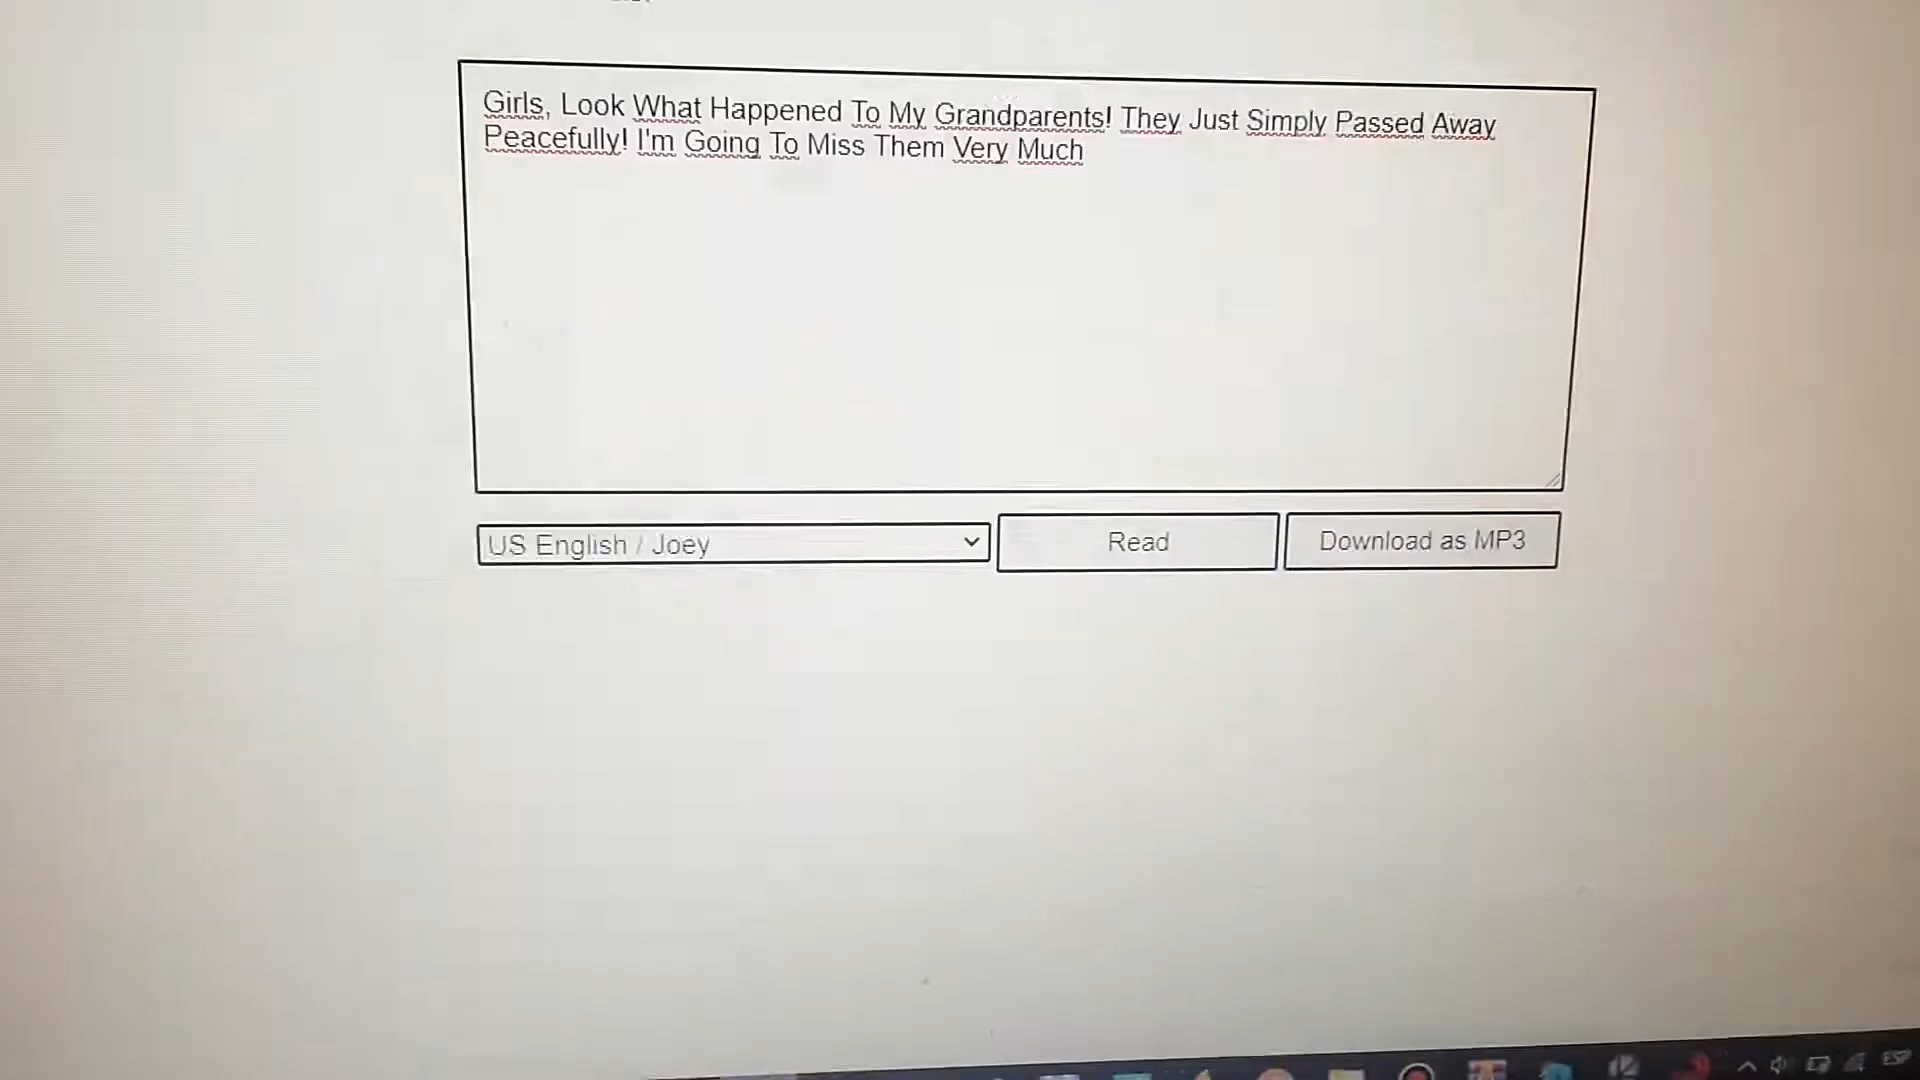 Girls, Look What Happened To My Grandparents! They Just Simply Passed Away
Peacefully! I'm Going To Miss Them Very Much
US English / Joey
Read
Download as MP3
ESP